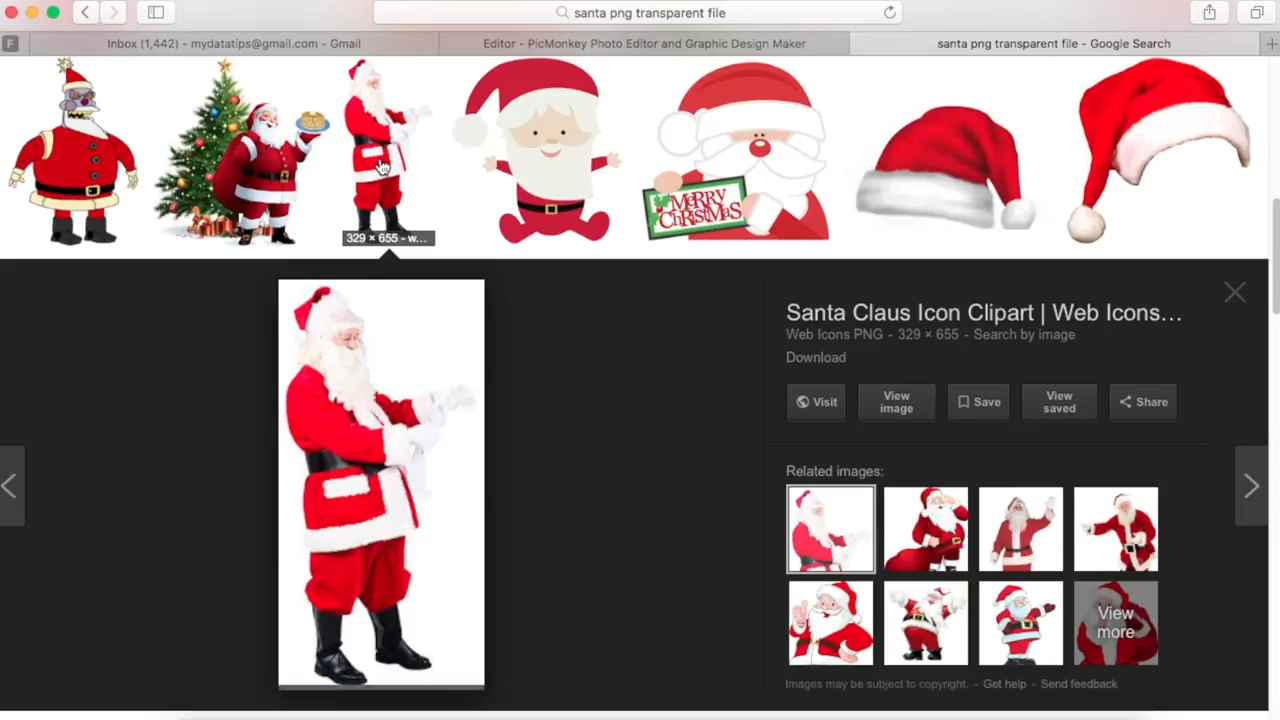 santa png transparent file
F
Inbox (1,442) - mydatatips@gmail.com - Gmail
Editor - PicMonkey Photo Editor and Graphic Design Maker
santa png transparent file - Google Search
MERRY
CHRISTMAS
329 × 655 - w...
Santa Claus Icon Clipart | Web Icons...
Web Icons PNG - 329 × 655 - Search by image
Download
Visit
View image
Save
View saved
Share
Related images:
View more
Images may be subject to copyright. - Get help - Send feedback